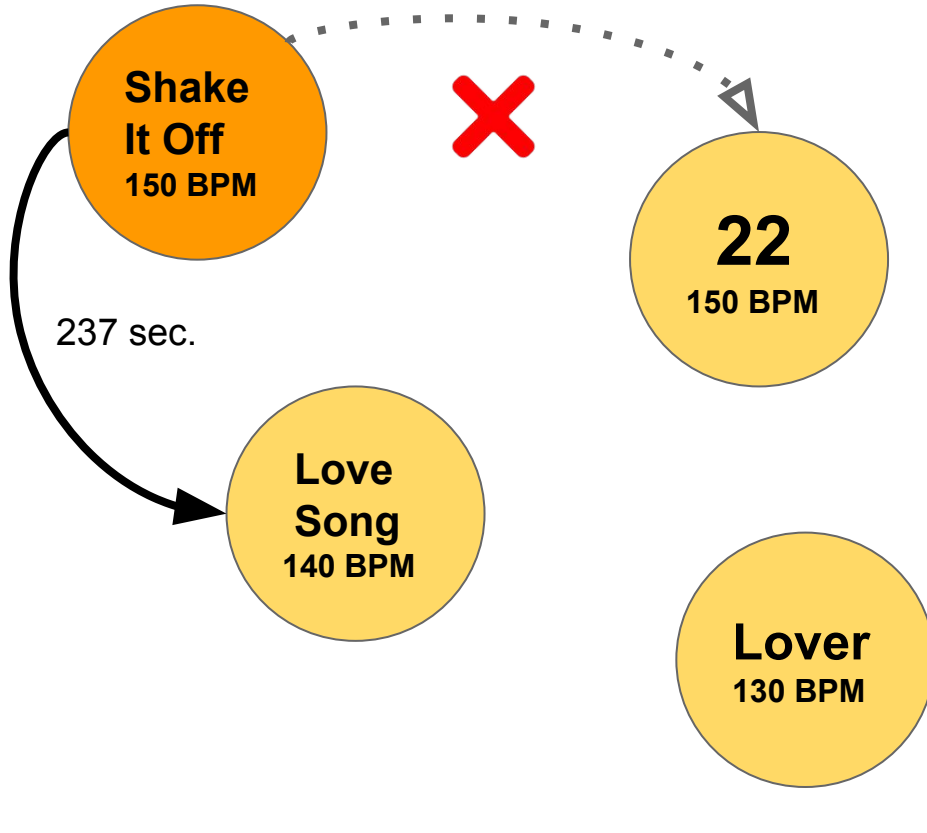 Shake
It Off
150 BPM
22
150 BPM
237 sec.
Love
Song
140 BPM
Lover
130 BPM